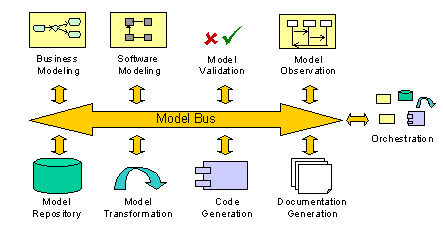 Business
Modeling
Software
Modeling
Model
Validation
Model
Observation
Model Bus
Orchestration
Model
Repository
Model
Transformation
Code
Generation
Documentation
Generation